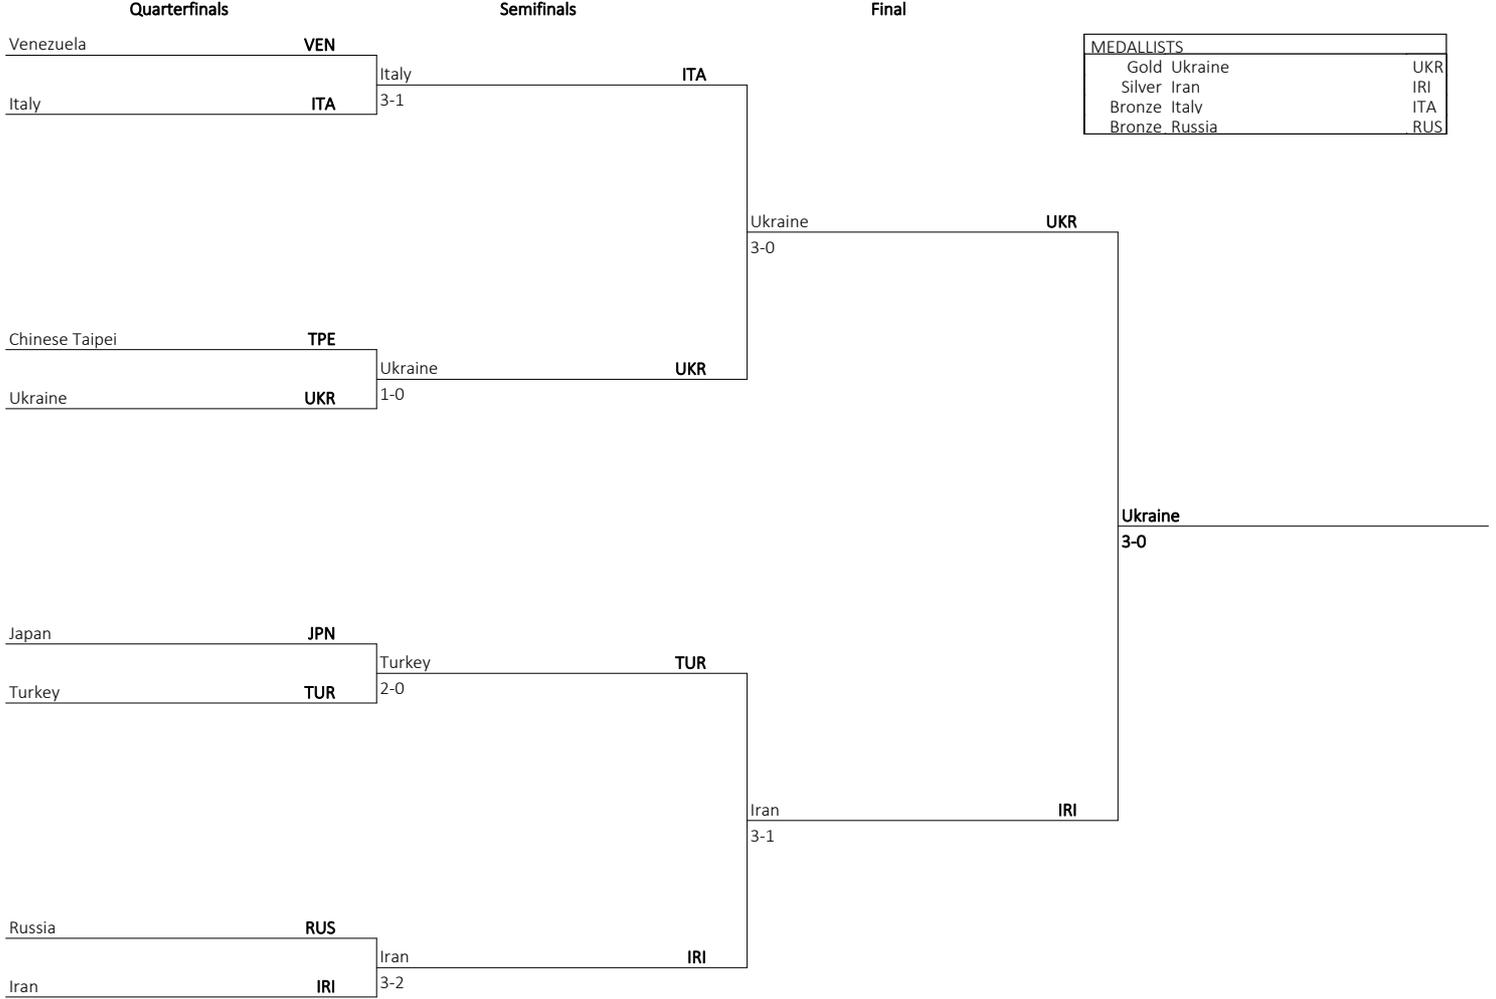 Quarterfinals Semifinals Final
Venezuela VEN
MEDALLISTS
Gold Ukraine UKR
Silver Iran IRI
Bronze Italy ITA
Bronze Russia RUS
Italy ITA
3-1
Italy ITA
Ukraine UKR
3-0
Chinese Taipei TPE
Ukraine UKR
1-0
Ukraine UKR
Ukraine
3-0
Japan JPN
Turkey TUR
2-0
Turkey TUR
Iran IRI
3-1
Russia RUS
Iran IRI
3-2
Iran IRI